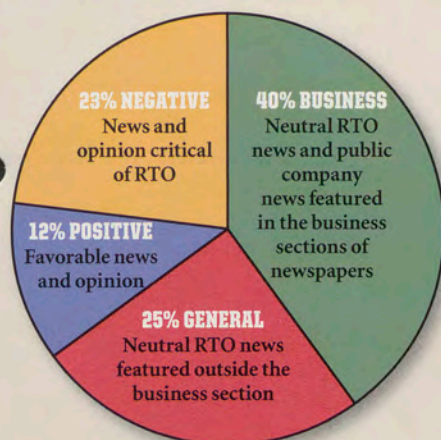 23% NEGATIVE
News and
opinion critical
of RTO
40% BUSINESS
Neutral RTO
news and public
company
news featured
in the business
sections of
newspapers
12% POSITIVE
Favorable news
and opinion
25% GENERAL
Neutral RTO news
featured outside the
business section